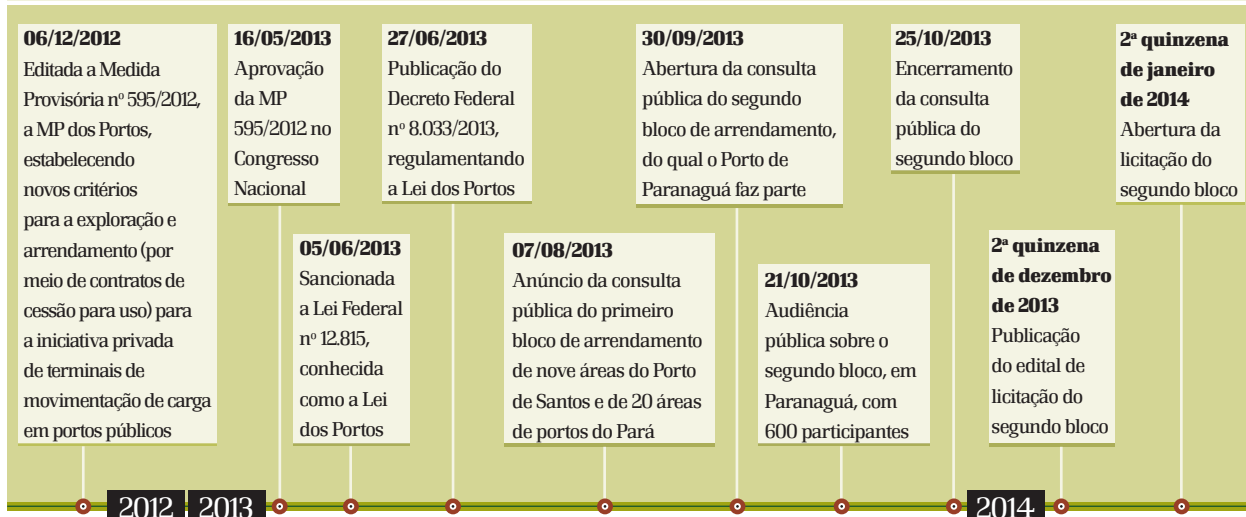 06/12/2012
Editada a Medida
Provisória nº 595/2012,
a MP dos Portos,
estabelecendo
novos critérios
para a exploração e
arrendamento (por
meio de contratos de
cessão para uso) para
a iniciativa privada
de terminais de
movimentação de carga
em portos públicos
16/05/2013
Aprovação
da MP
595/2012 no
Congresso
Nacional
05/06/2013
Sancionada
a Lei Federal
nº 12.815,
conhecida
como a Lei
dos Portos
27/06/2013
Publicação do
Decreto Federal
nº 8.033/2013,
regulamentando
a Lei dos Portos
07/08/2013
Anúncio da consulta
pública do primeiro
bloco de arrendamento
de nove áreas do Porto
de Santos e de 20 áreas
de portos do Pará
30/09/2013
Abertura da consulta
pública do segundo
bloco de arrendamento,
do qual o Porto de
Paranaguá faz parte
21/10/2013
Audiência
pública sobre o
segundo bloco, em
Paranaguá, com
600 participantes
25/10/2013
Encerramento
da consulta
pública do
segundo bloco
2ª quinzena
de dezembro
de 2013
Publicação
do edital de
licitação do
segundo bloco
2ª quinzena
de janeiro
de 2014
Abertura da
licitação do
segundo bloco
2012 2013 2014